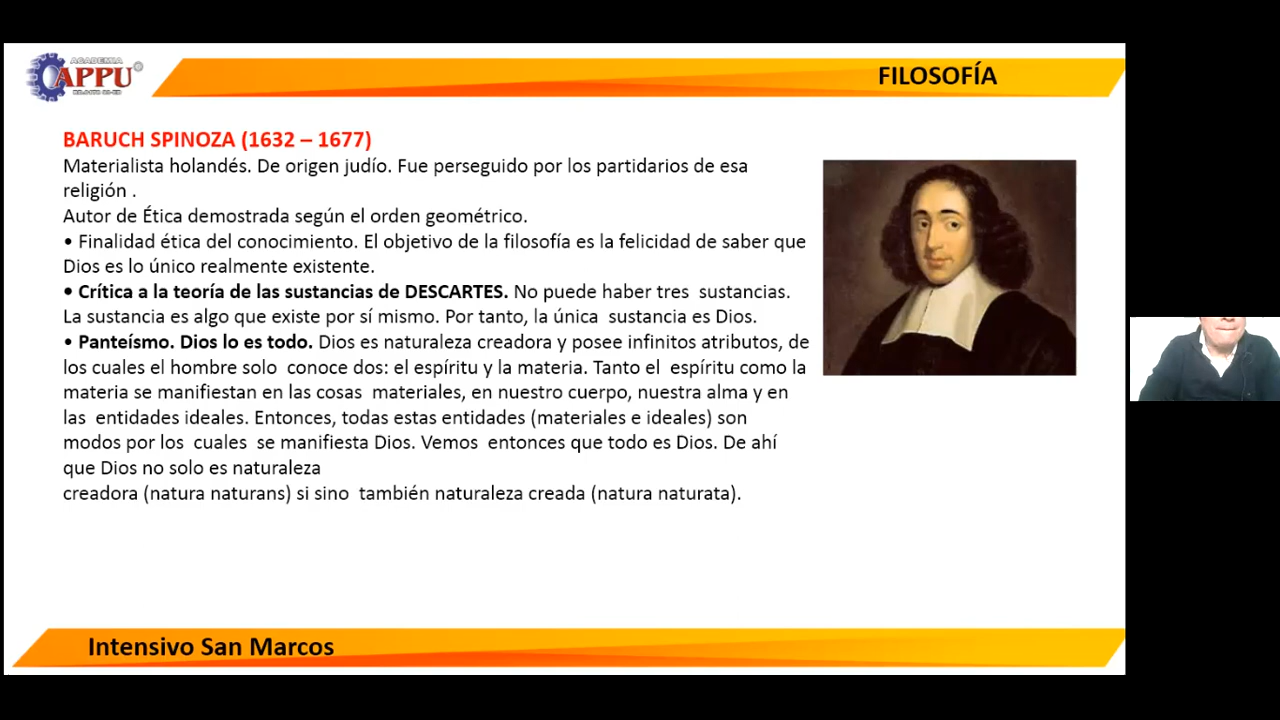 ACADEMIA
APPU
FILOSOFÍA
BARUCH SPINOZA (1632 – 1677)
Materialista holandés. De origen judío. Fue perseguido por los partidarios de esa
religión .
Autor de Ética demostrada según el orden geométrico.
• Finalidad ética del conocimiento. El objetivo de la filosofía es la felicidad de saber que
Dios es lo único realmente existente.
• Crítica a la teoría de las sustancias de DESCARTES. No puede haber tres sustancias.
La sustancia es algo que existe por sí mismo. Por tanto, la única sustancia es Dios.
• Panteísmo. Dios lo es todo. Dios es naturaleza creadora y posee infinitos atributos, de
los cuales el hombre solo conoce dos: el espíritu y la materia. Tanto el espíritu como la
materia se manifiestan en las cosas materiales, en nuestro cuerpo, nuestra alma y en
las entidades ideales. Entonces, todas estas entidades (materiales e ideales) son
modos por los cuales se manifiesta Dios. Vemos entonces que todo es Dios. De ahí
que Dios no solo es naturaleza
creadora (natura naturans) si sino también naturaleza creada (natura naturata).
Intensivo San Marcos